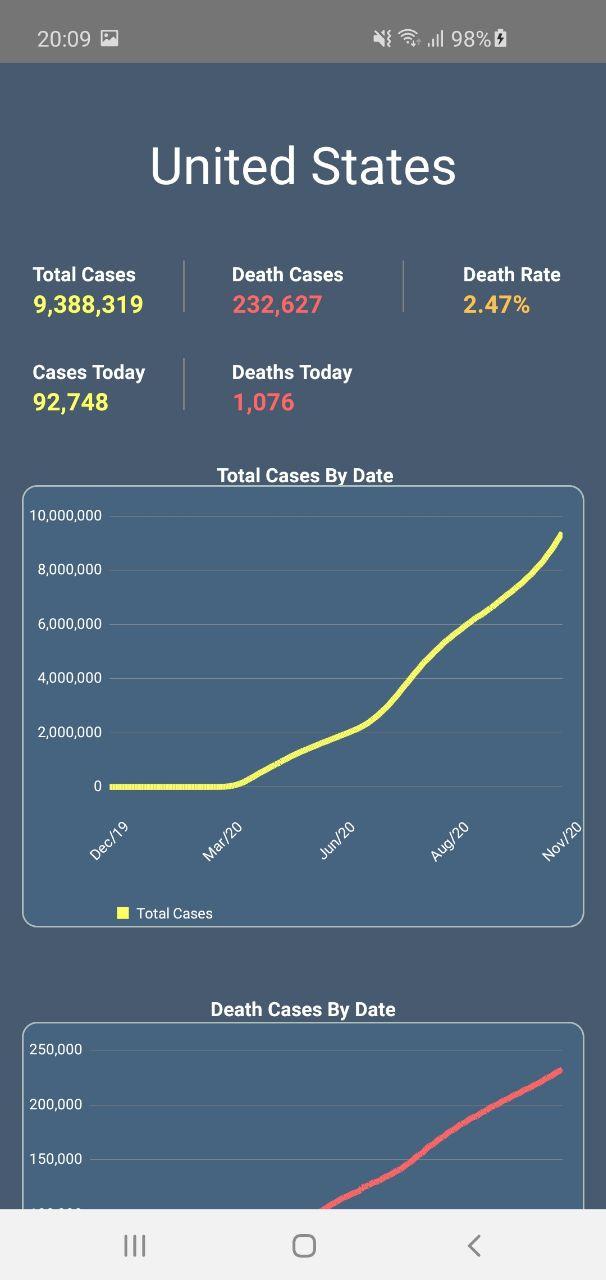 20:09 98%
United States
Total Cases Death Cases Death Rate
9,388,319 232,627 2.47%
Cases Today Deaths Today
92,748 1,076
Total Cases By Date
10,000,000
8,000,000
6,000,000
4,000,000
2,000,000
0
Dec/19 Mar/20 Jun/20 Aug/20 Nov/20
Total Cases
Death Cases By Date
250,000
200,000
150,000